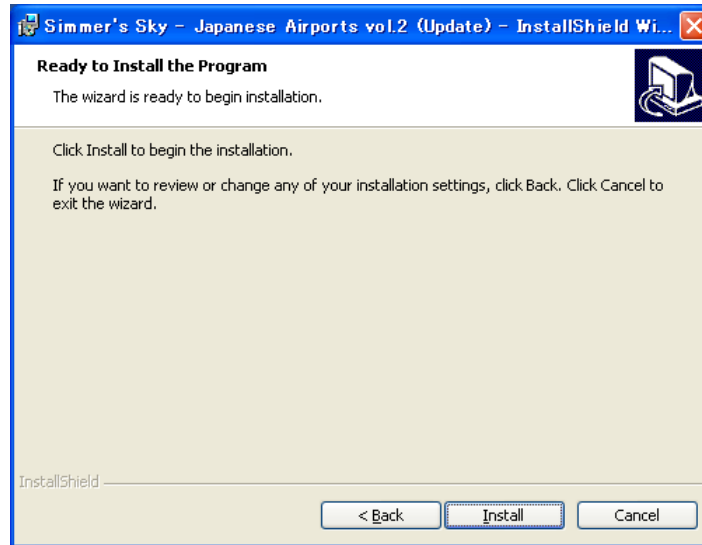 Simmer's Sky - Japanese Airports vol.2 (Update) - InstallShield Wi...
Ready to Install the Program
The wizard is ready to begin installation.
Click Install to begin the installation.
If you want to review or change any of your installation settings, click Back. Click Cancel to
exit the wizard.
InstallShield
< Back Install Cancel